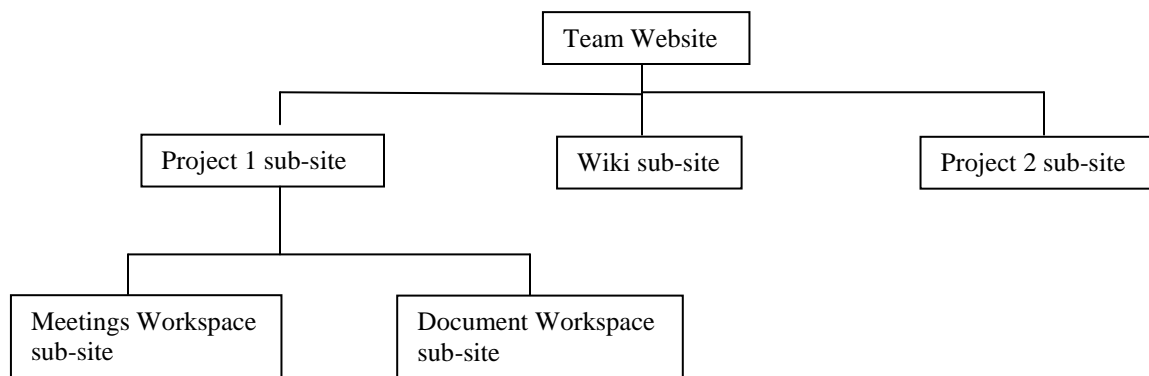 Team Website
Project 1 sub-site
Wiki sub-site
Project 2 sub-site
Meetings Workspace
sub-site
Document Workspace
sub-site